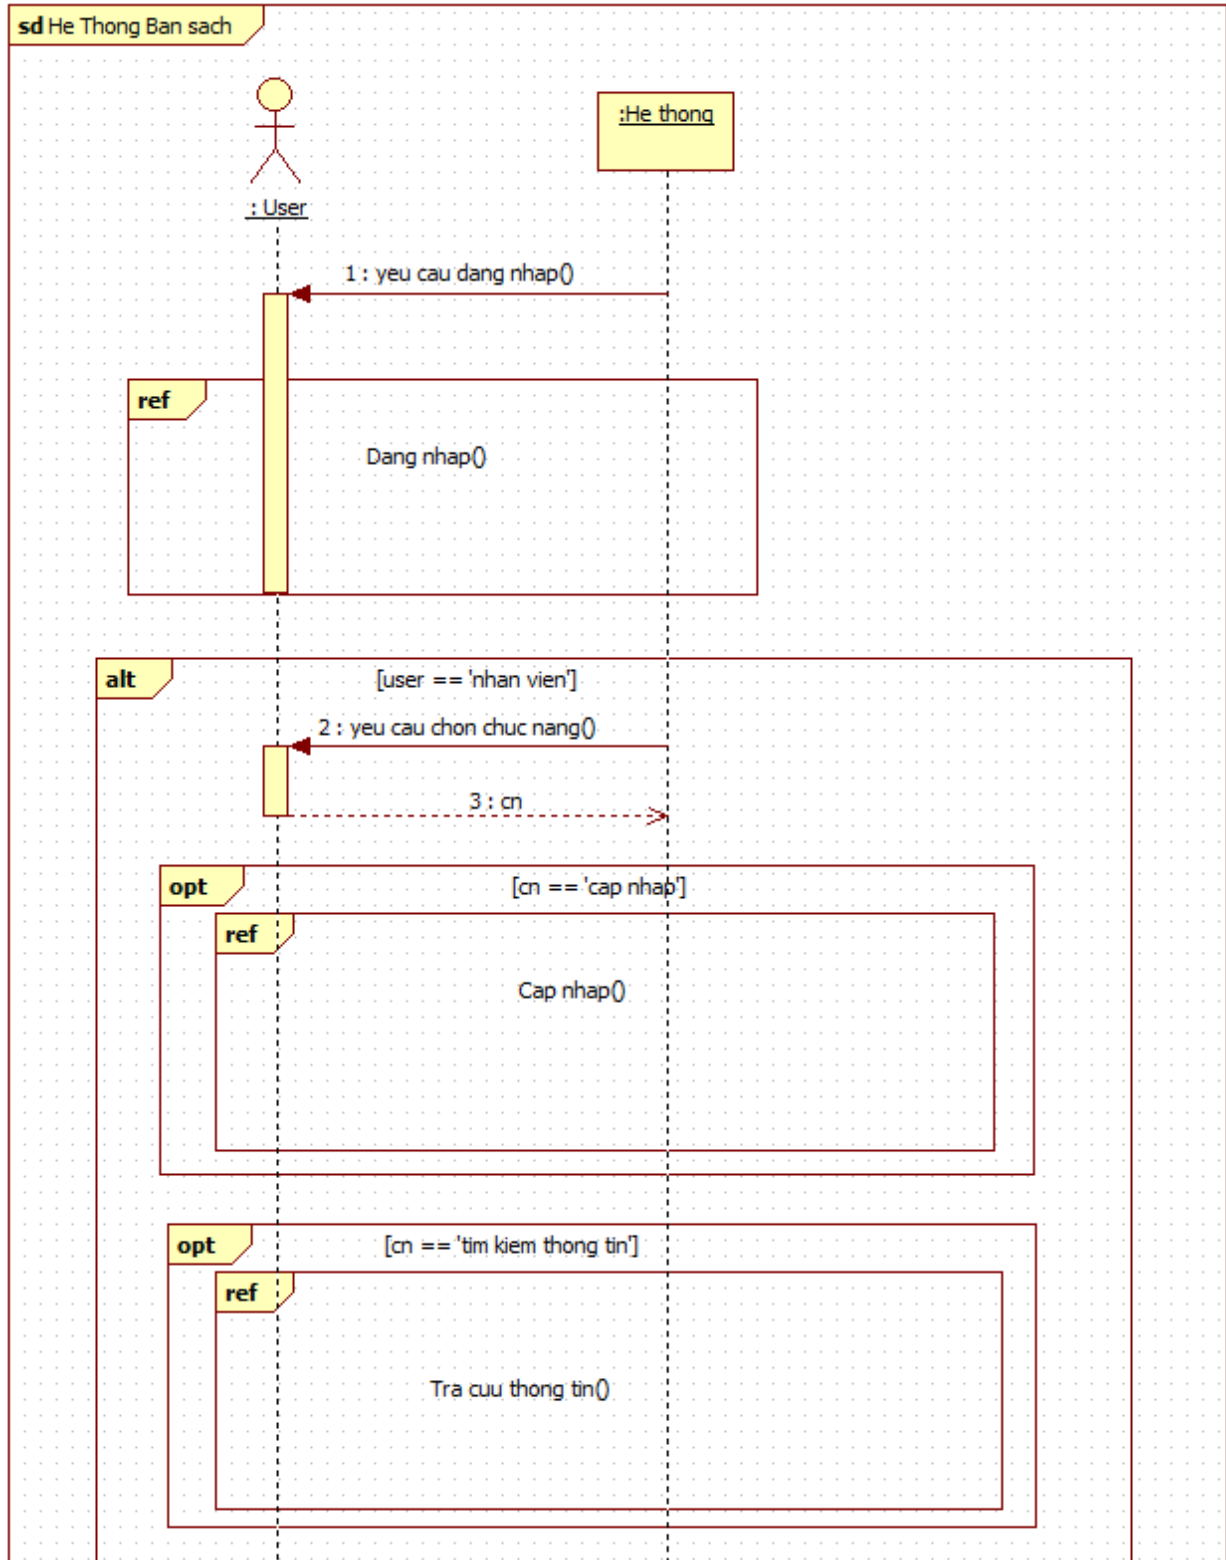 sd He Thong Ban sach
:He thong
: User
1 : yeu cau dang nhap()
ref
Dang nhap()
alt
[user == 'nhan vien']
2 : yeu cau chon chuc nang()
3 : cn
opt
[cn == 'cap nhap']
ref
Cap nhap()
opt
[cn == 'tim kiem thong tin']
ref
Tra cuu thong tin()